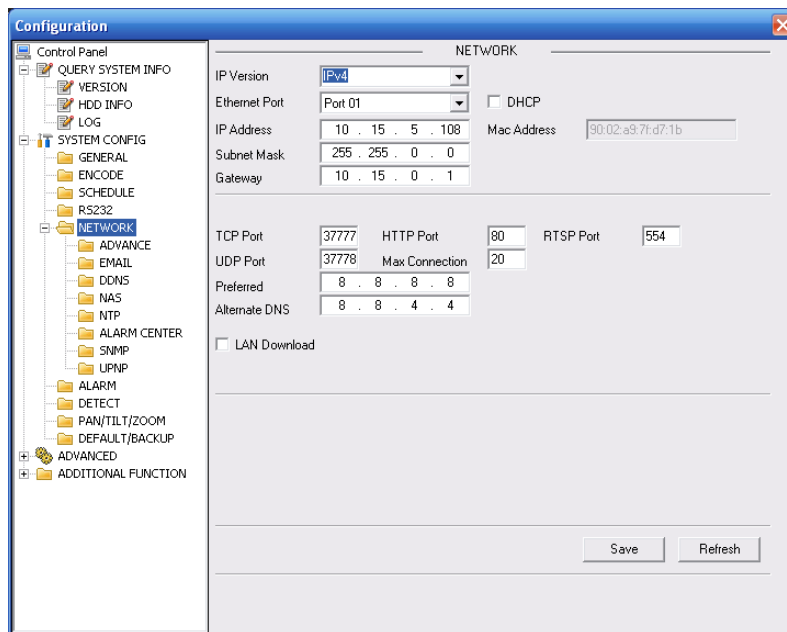 Configuration
Control Panel
QUERY SYSTEM INFO
VERSION
HDD INFO
LOG
SYSTEM CONFIG
GENERAL
ENCODE
SCHEDULE
RS232
NETWORK
ADVANCE
EMAIL
DDNS
NAS
NTP
ALARM CENTER
SNMP
UPNP
ALARM
DETECT
PAN/TILT/ZOOM
DEFAULT/BACKUP
ADVANCED
ADDITIONAL FUNCTION
NETWORK
IP Version IPv4
Ethernet Port Port 01 DHCP
IP Address 10 . 15 . 5 . 108 Mac Address 90:02:a9:7f:d7:1b
Subnet Mask 255 . 255 . 0 . 0
Gateway 10 . 15 . 0 . 1
TCP Port 37777 HTTP Port 80 RTSP Port 554
UDP Port 37778 Max Connection 20
Preferred 8 . 8 . 8 . 8
Alternate DNS 8 . 8 . 4 . 4
LAN Download
Save Refresh